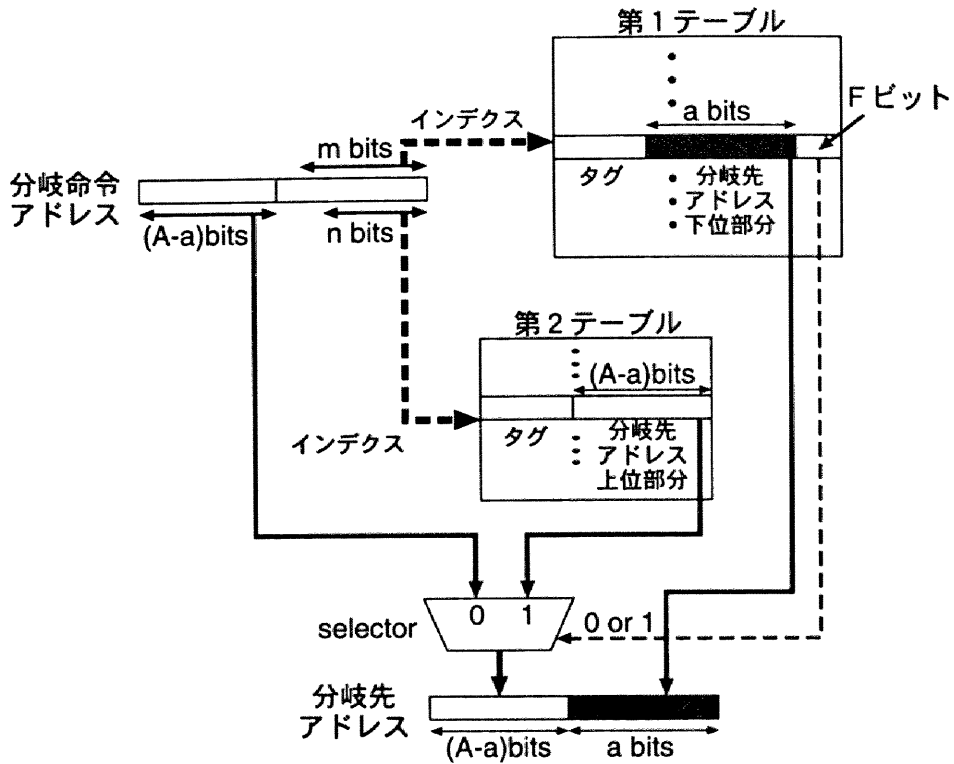 第1テーブル
Fビット
a bits
インデクス
m bits
分岐命令
アドレス
タグ
分岐先
アドレス
下位部分
(A-a)bits
n bits
第2テーブル
(A-a)bits
インデクス
タグ
分岐先
アドレス
上位部分
0 1
selector
0 or 1
分岐先
アドレス
(A-a)bits
a bits